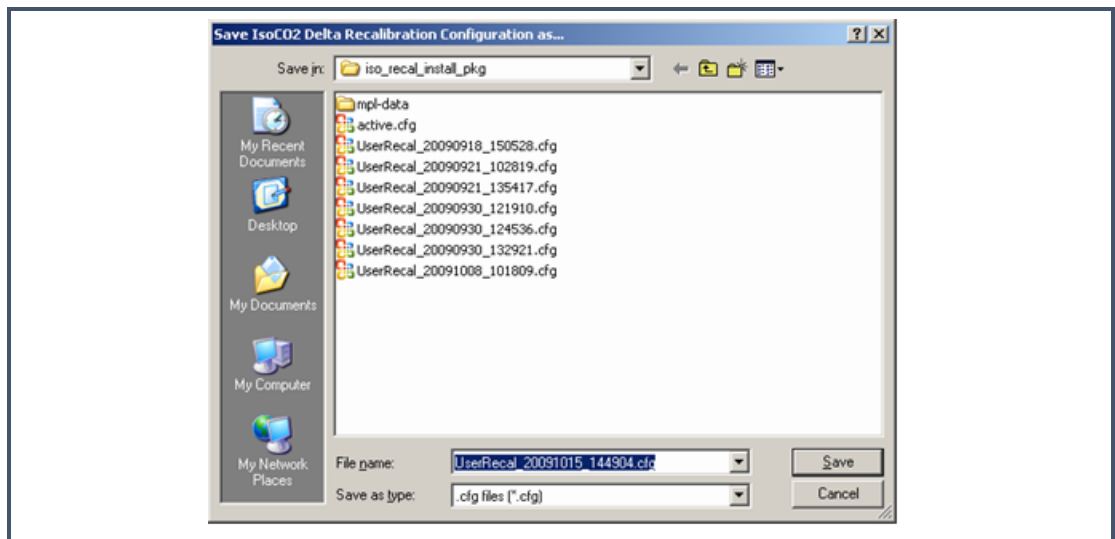 Save IsoCO2 Delta Recalibration Configuration as...
Save in:
iso_recal_install_pkg
My Recent
Documents
Desktop
My Documents
My Computer
My Network
Places
mpl-data
active.cfg
UserRecal_20090918_150528.cfg
UserRecal_20090921_102819.cfg
UserRecal_20090921_135417.cfg
UserRecal_20090930_121910.cfg
UserRecal_20090930_124536.cfg
UserRecal_20090930_132921.cfg
UserRecal_20091008_101809.cfg
File name:
UserRecal_20091015_144904.cfg
Save
Save as type:
.cfg files (*.cfg)
Cancel